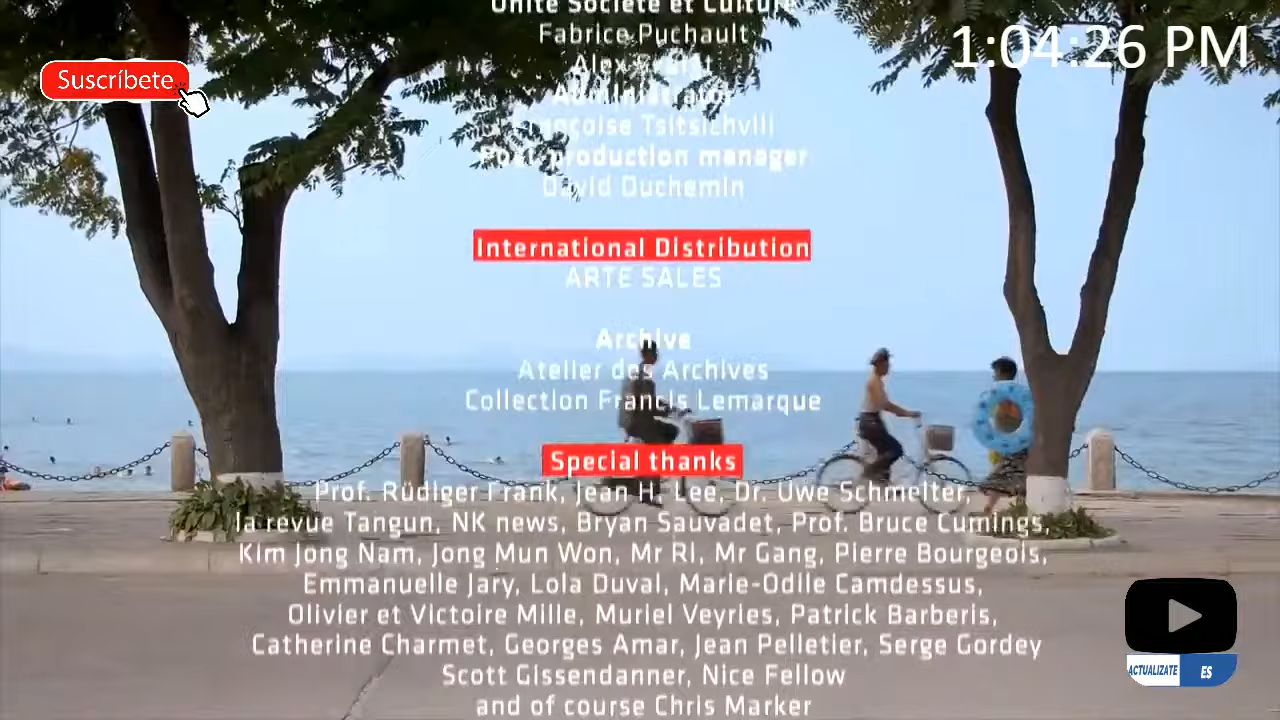 Unité Société et Culture
Fabrice Puchault
Alex
Administrator
Françoise Tsitsichvili
Post-production manager
David Duchemin
International Distribution
ARTE SALES
Archive
Atelier des Archives
Collection Francis Lemarque
Special thanks
Prof. Rüdiger Frank, Jean H. Lee, Dr. Uwe Schmelter,
la revue Tangun, NK news, Bryan Sauvadet, Prof. Bruce Cumings,
Kim Jong Nam, Jong Mun Won, Mr RI, Mr Gang, Pierre Bourgeois,
Emmanuelle Jary, Lola Duval, Marie-Odile Camdessus,
Olivier et Victoire Mille, Muriel Veyries, Patrick Barberis,
Catherine Charmet, Georges Amar, Jean Pelletier, Serge Gordey
Scott Gissendanner, Nice Fellow
and of course Chris Marker
1:04:26 PM
Suscríbete
ACTUALIZATE
ES